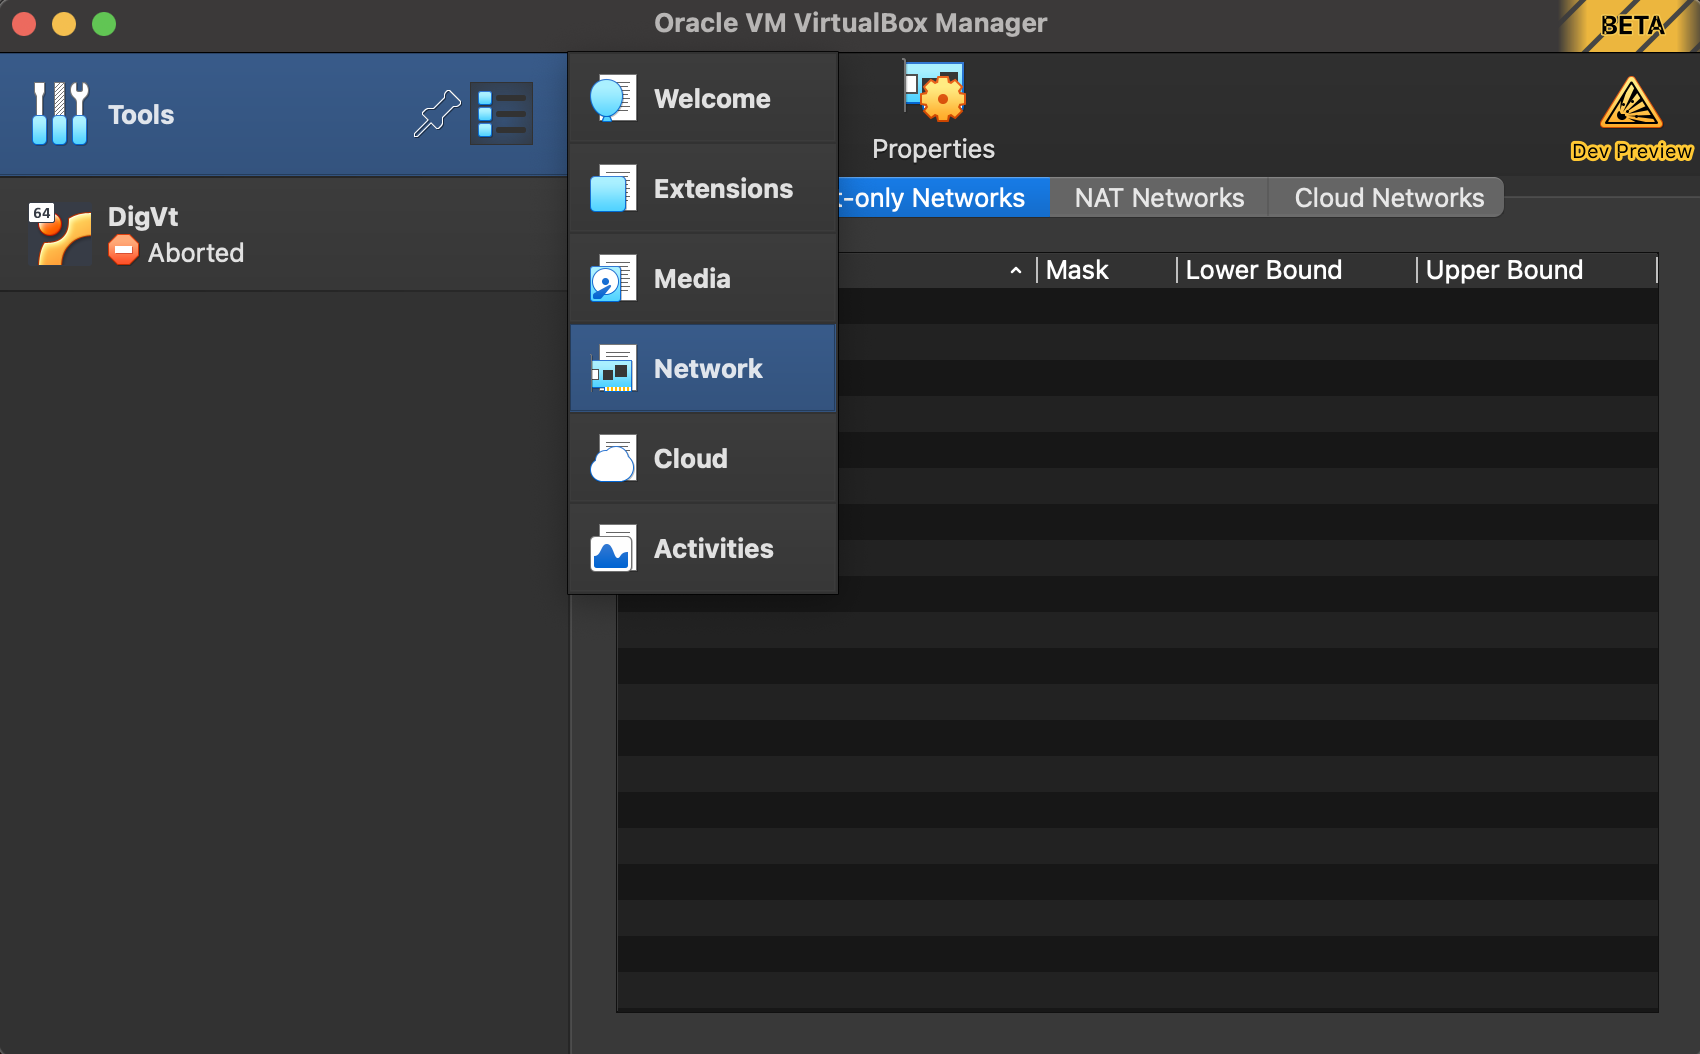 Oracle VM VirtualBox Manager
BETA
Tools
Welcome
Properties
Dev Preview
Extensions
t-only Networks
NAT Networks
Cloud Networks
64
DigVt
Aborted
Media
Mask
Lower Bound
Upper Bound
Network
Cloud
Activities